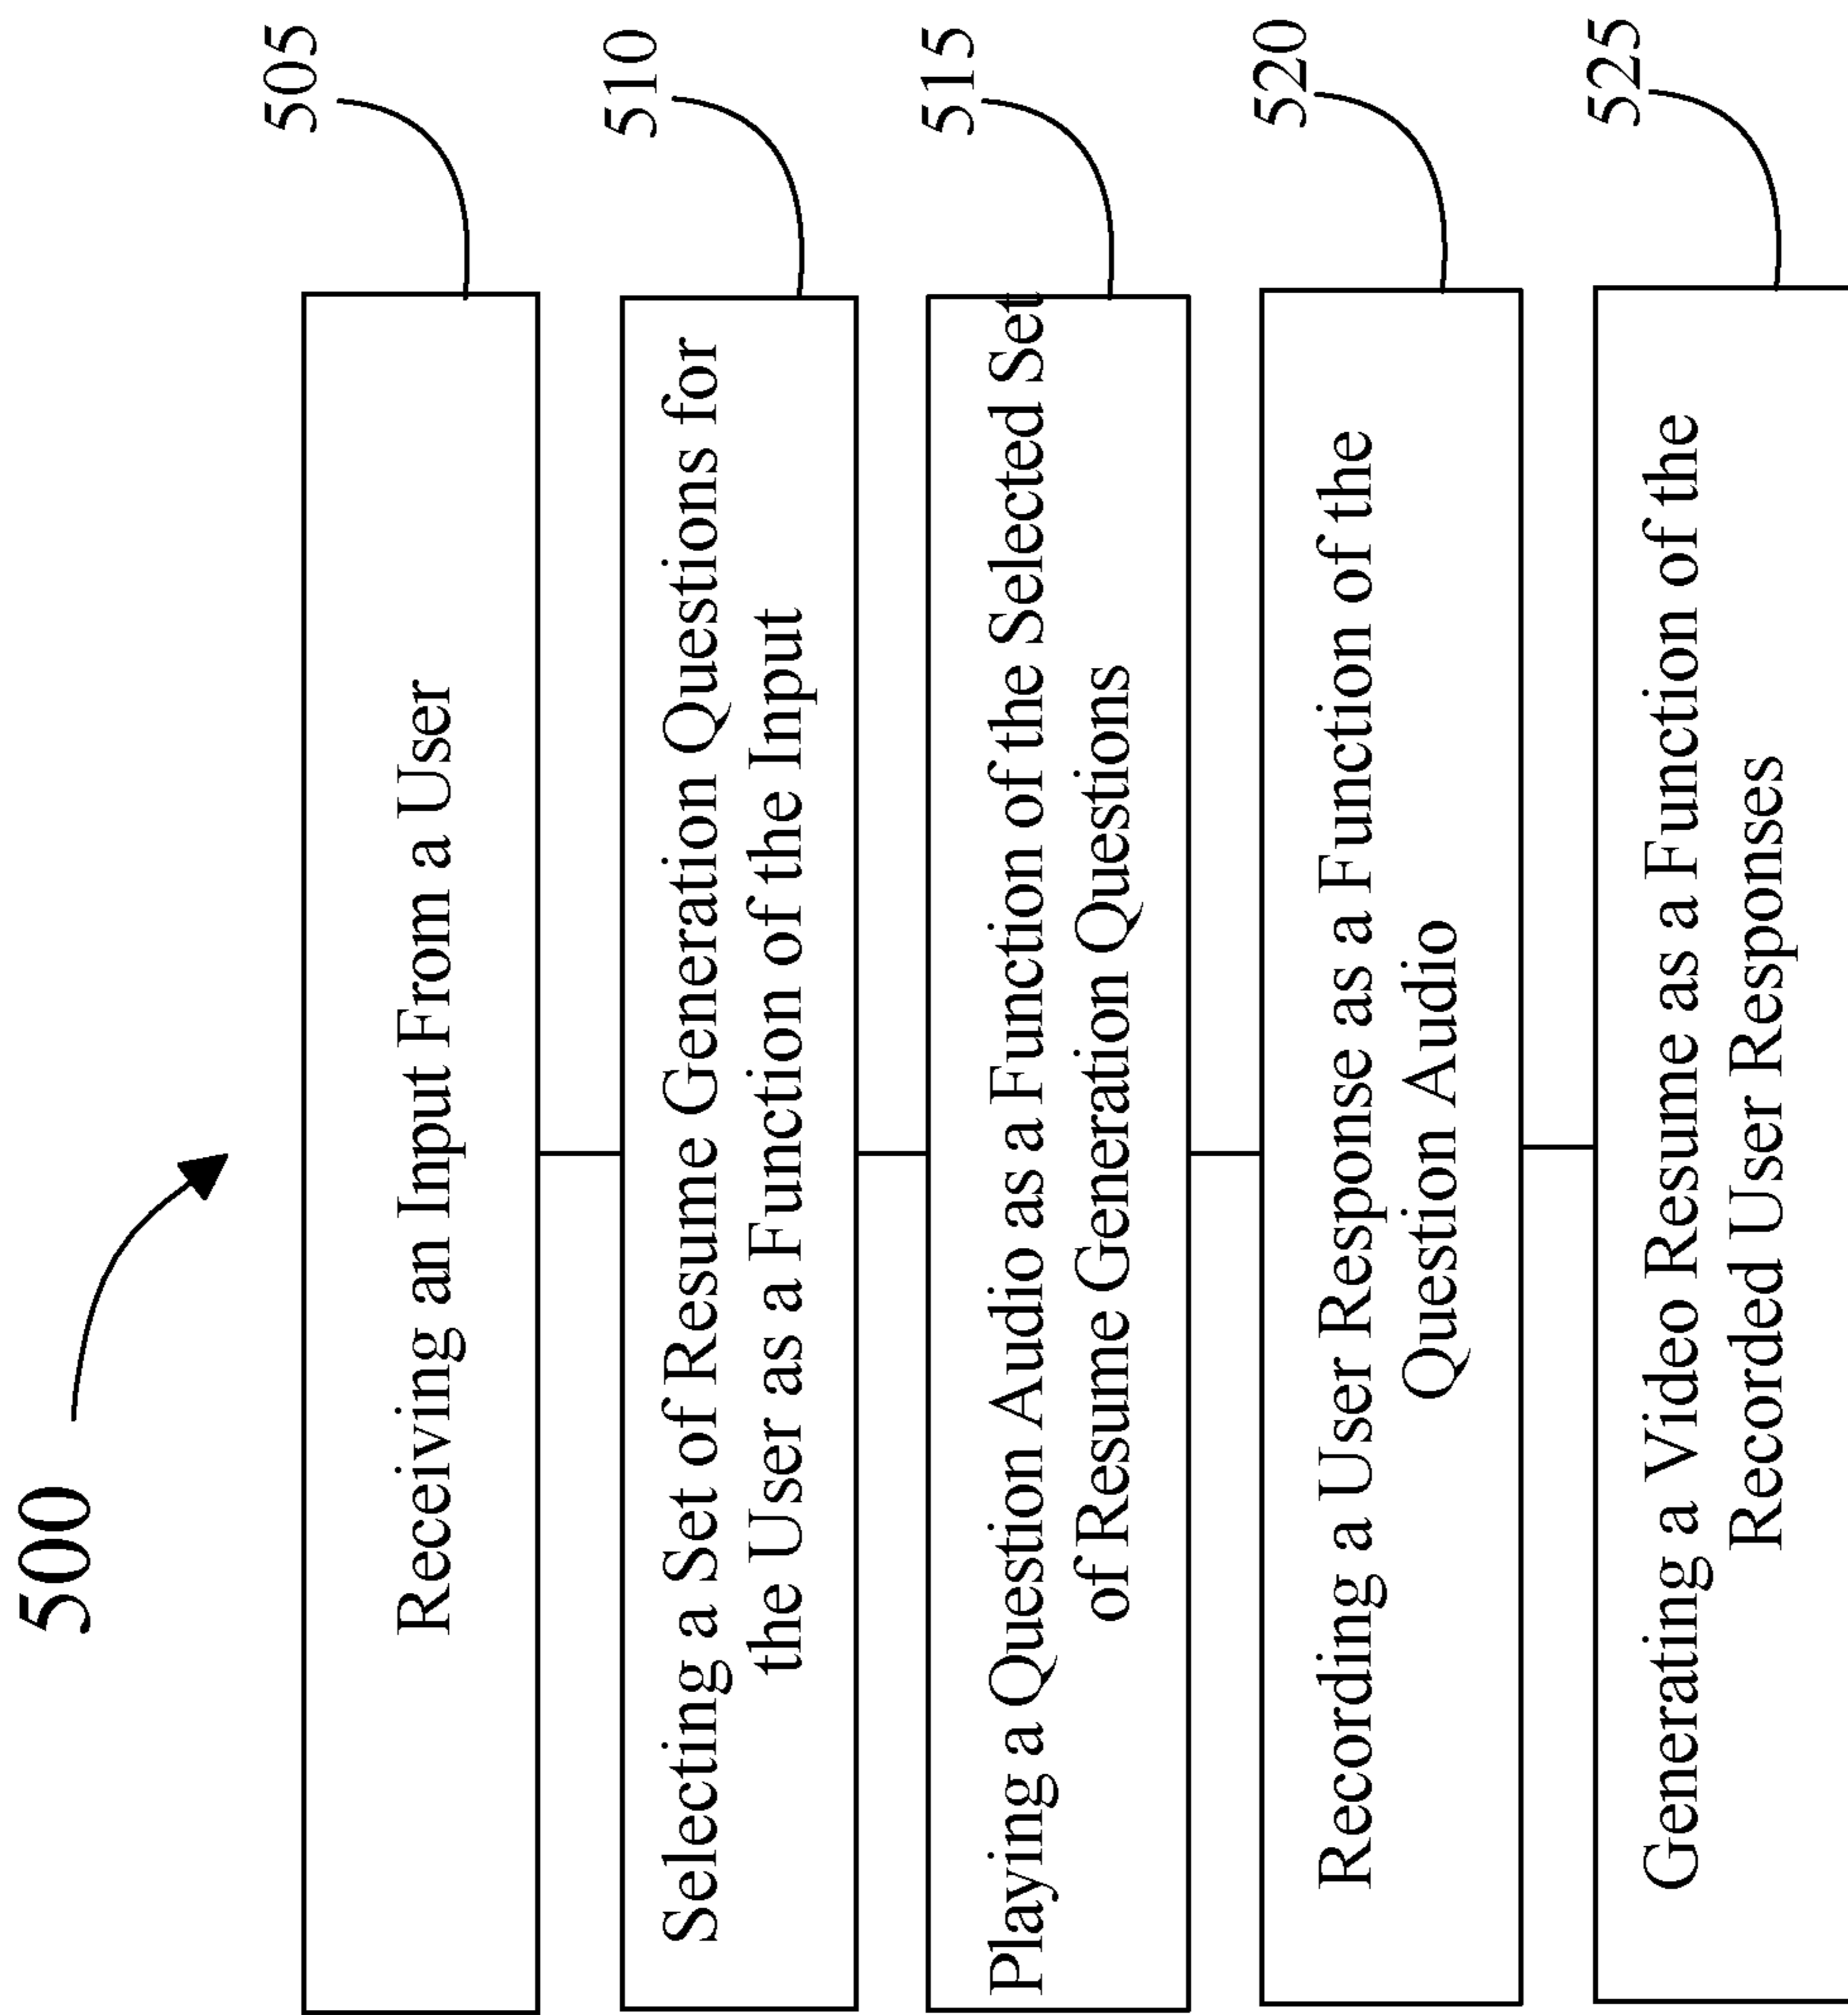 500
505
Receiving an Input From a User
510
Selecting a Set of Resume Generation Questions for
the User as a Function of the Input
515
Playing a Question Audio as a Function of the Selected Set
of Resume Generation Questions
520
Recording a User Response as a Function of the
Question Audio
525
Generating a Video Resume as a Function of the
Recorded User Responses